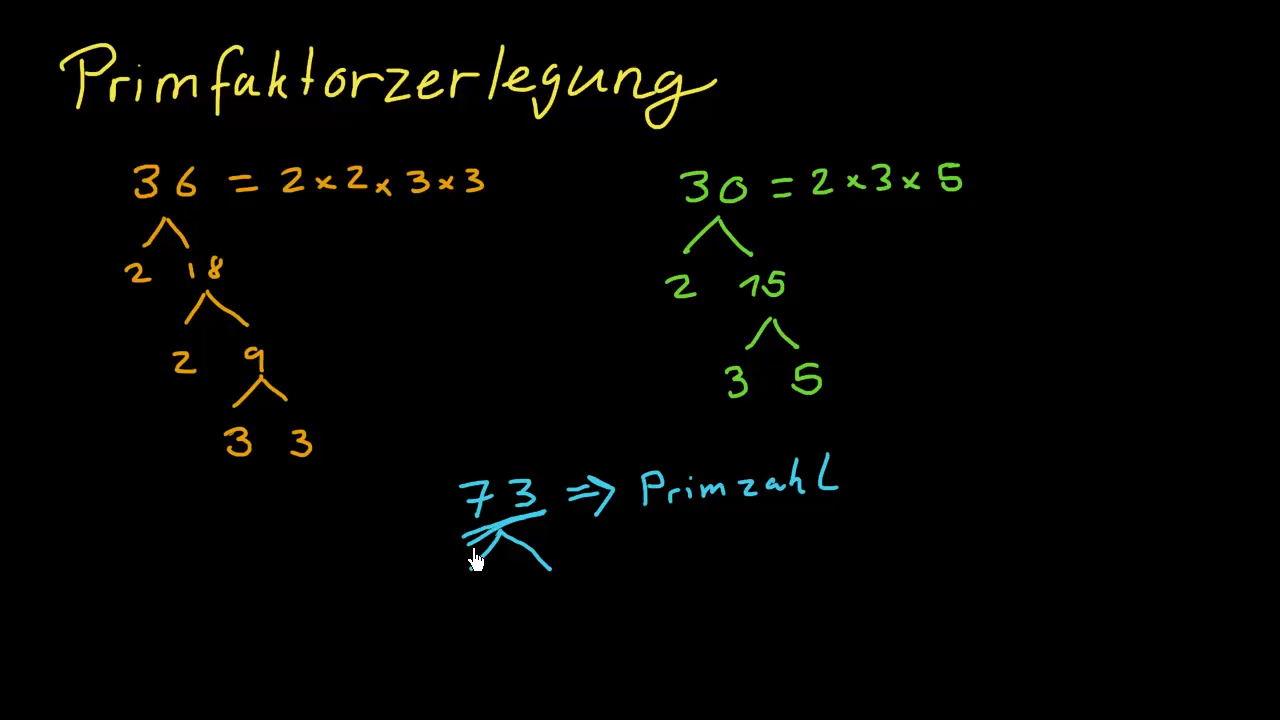 Primfaktorzerlegung
36 = 2 × 2 × 3 × 3
30 = 2 × 3 × 5
2 18
2 15
2 9
3 5
3 3
73 ⇒ Primzahl